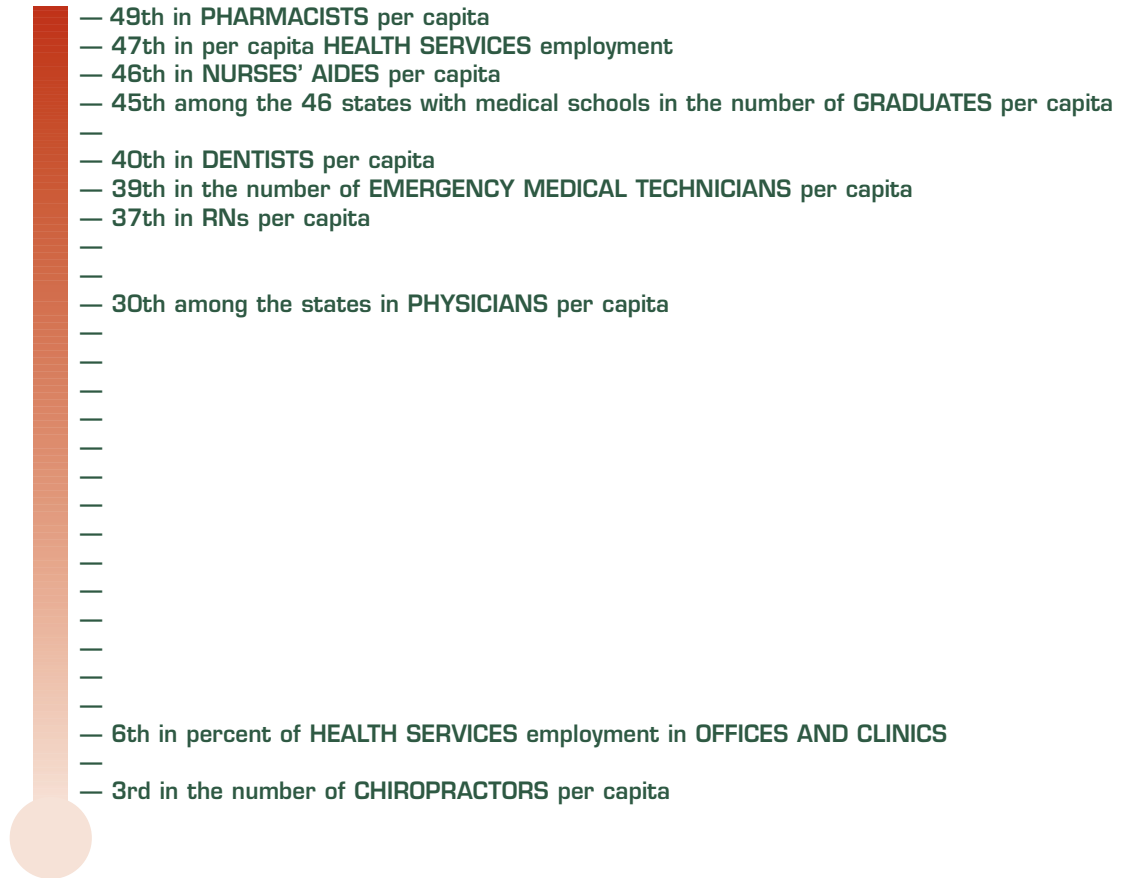 — 49th in PHARMACISTS per capita
— 47th in per capita HEALTH SERVICES employment
— 46th in NURSES’ AIDES per capita
— 45th among the 46 states with medical schools in the number of GRADUATES per capita
— 40th in DENTISTS per capita
— 39th in the number of EMERGENCY MEDICAL TECHNICIANS per capita
— 37th in RNs per capita
— 30th among the states in PHYSICIANS per capita
— 6th in percent of HEALTH SERVICES employment in OFFICES AND CLINICS
— 3rd in the number of CHIROPRACTORS per capita